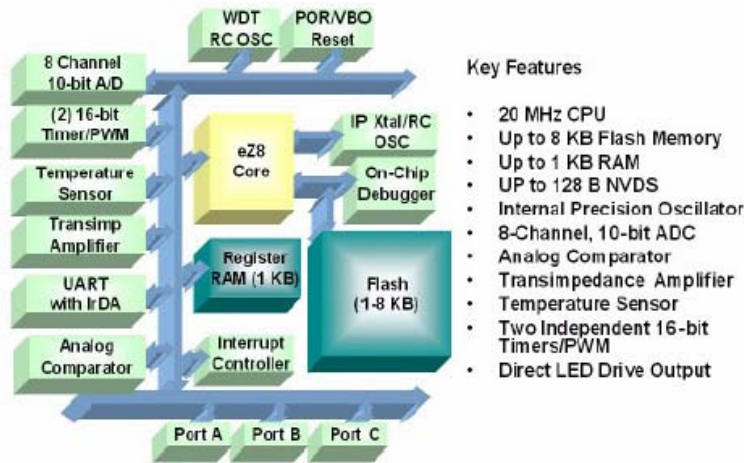 WDT
RC OSC
POR/VBO
Reset
8 Channel
10-bit A/D
(2) 16-bit
Timer/PWM
Temperature
Sensor
Transimp
Amplifier
UART
with IrDA
Analog
Comparator
eZ8
Core
IP Xtal/RC
OSC
On-Chip
Debugger
Register
RAM (1 KB)
Flash
(1-8 KB)
Interrupt
Controller
Port A
Port B
Port C
Key Features
• 20 MHz CPU
• Up to 8 KB Flash Memory
• Up to 1 KB RAM
• UP to 128 B NVDS
• Internal Precision Oscillator
• 8-Channel, 10-bit ADC
• Analog Comparator
• Transimpedance Amplifier
• Temperature Sensor
• Two Independent 16-bit
Timers/PWM
• Direct LED Drive Output